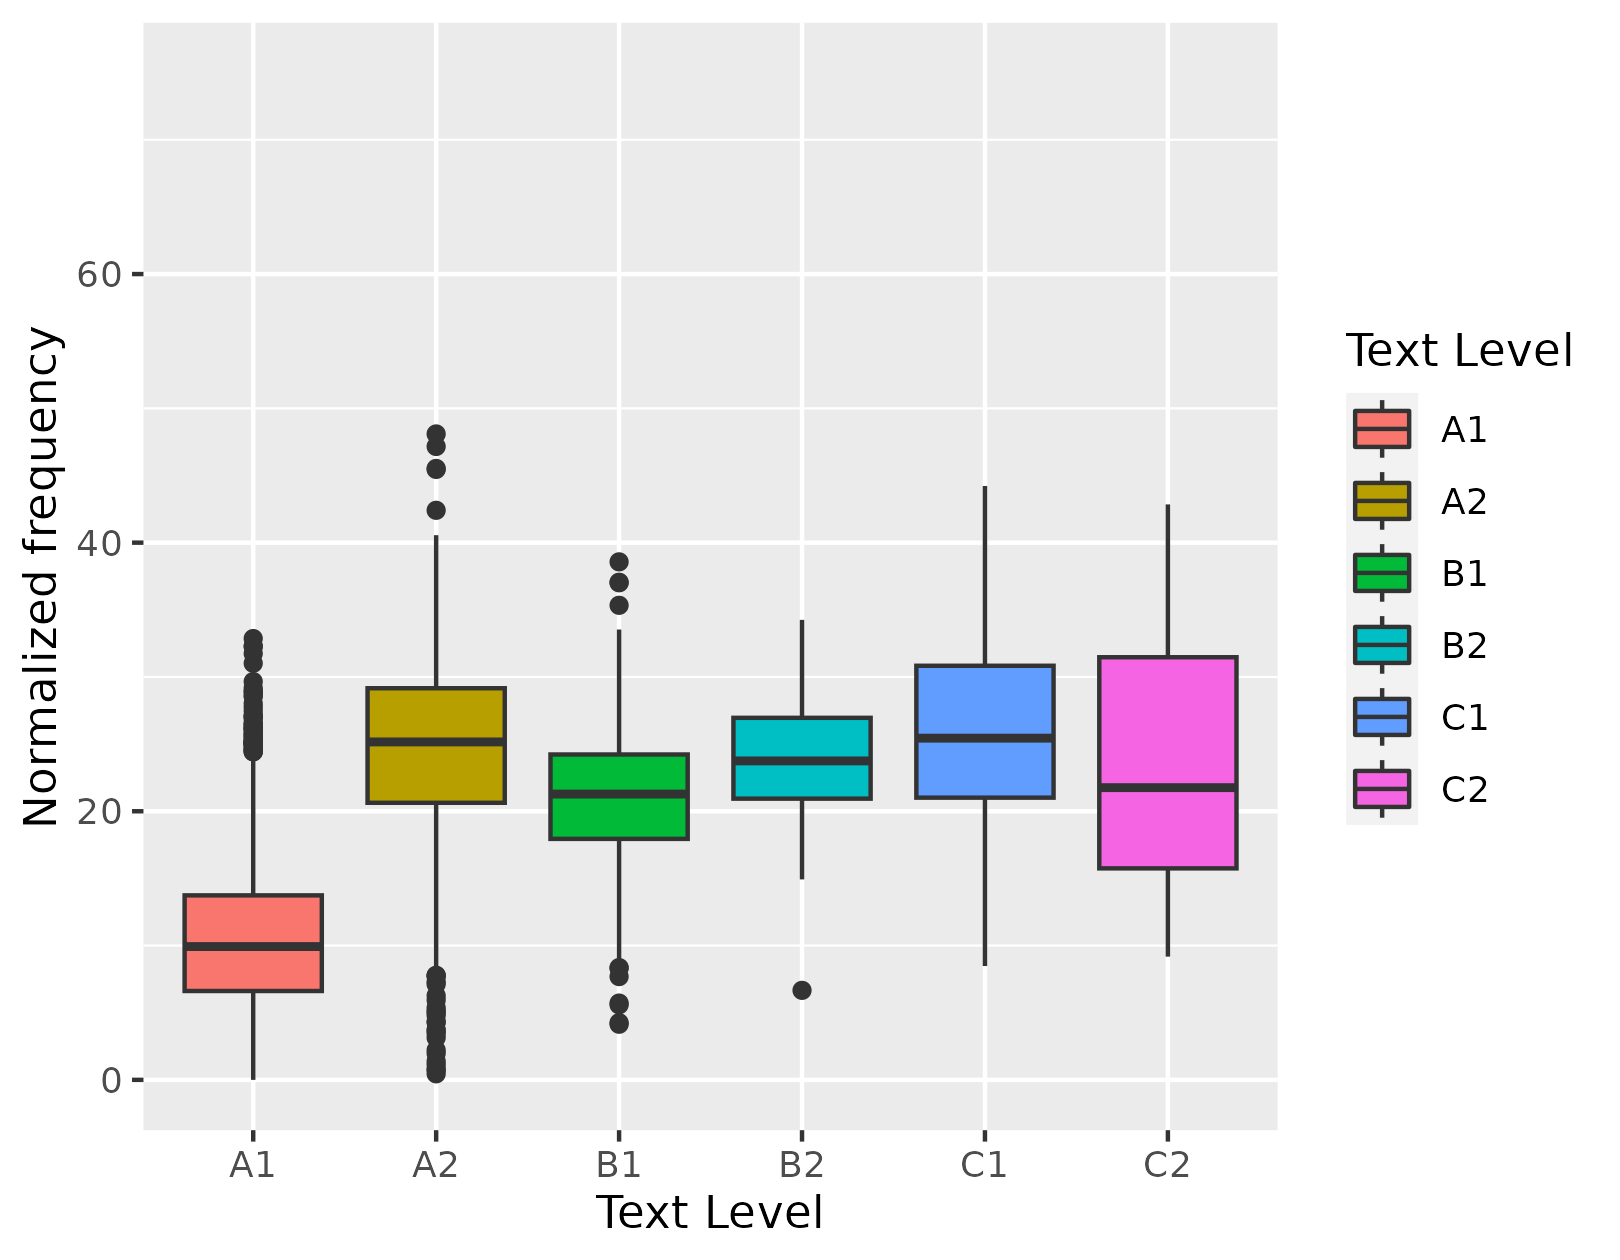 Normalized frequency
60
40
20
0
A1 A2 B1 B2 C1 C2
Text Level
Text Level
A1
A2
B1
B2
C1
C2